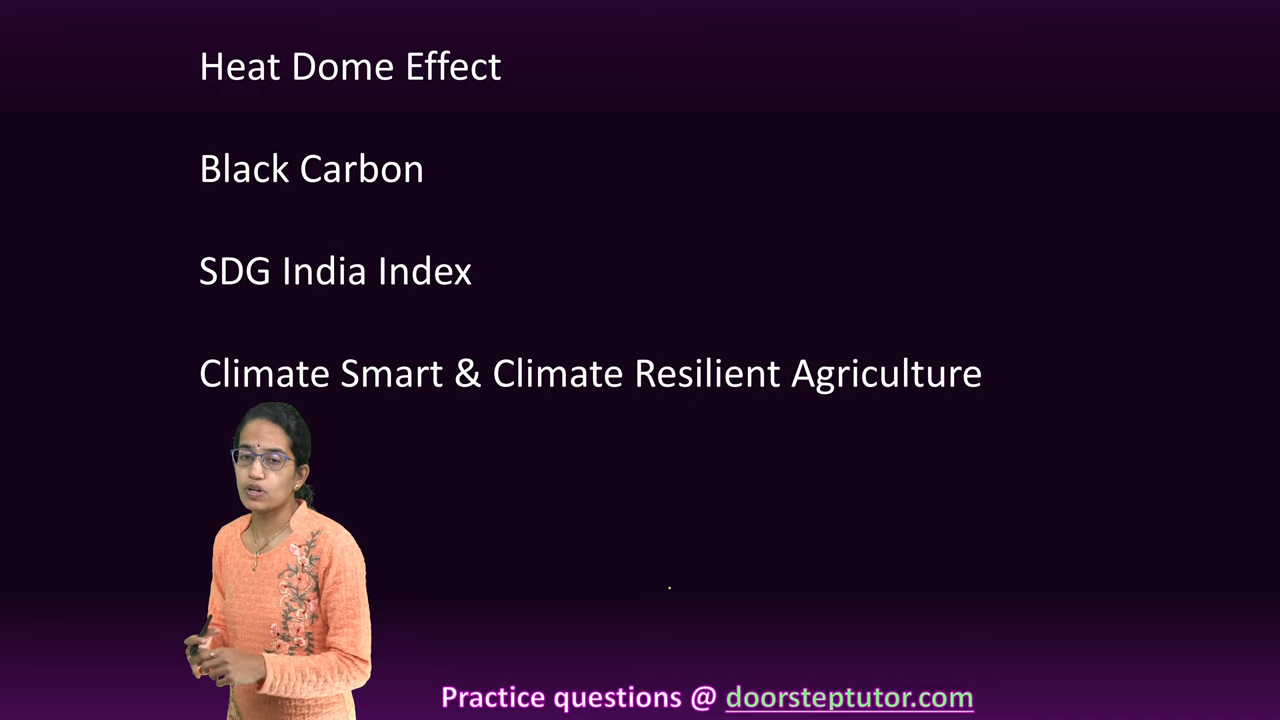 Heat Dome Effect
Black Carbon
SDG India Index
Climate Smart & Climate Resilient Agriculture
Practice questions @ doorsteptutor.com